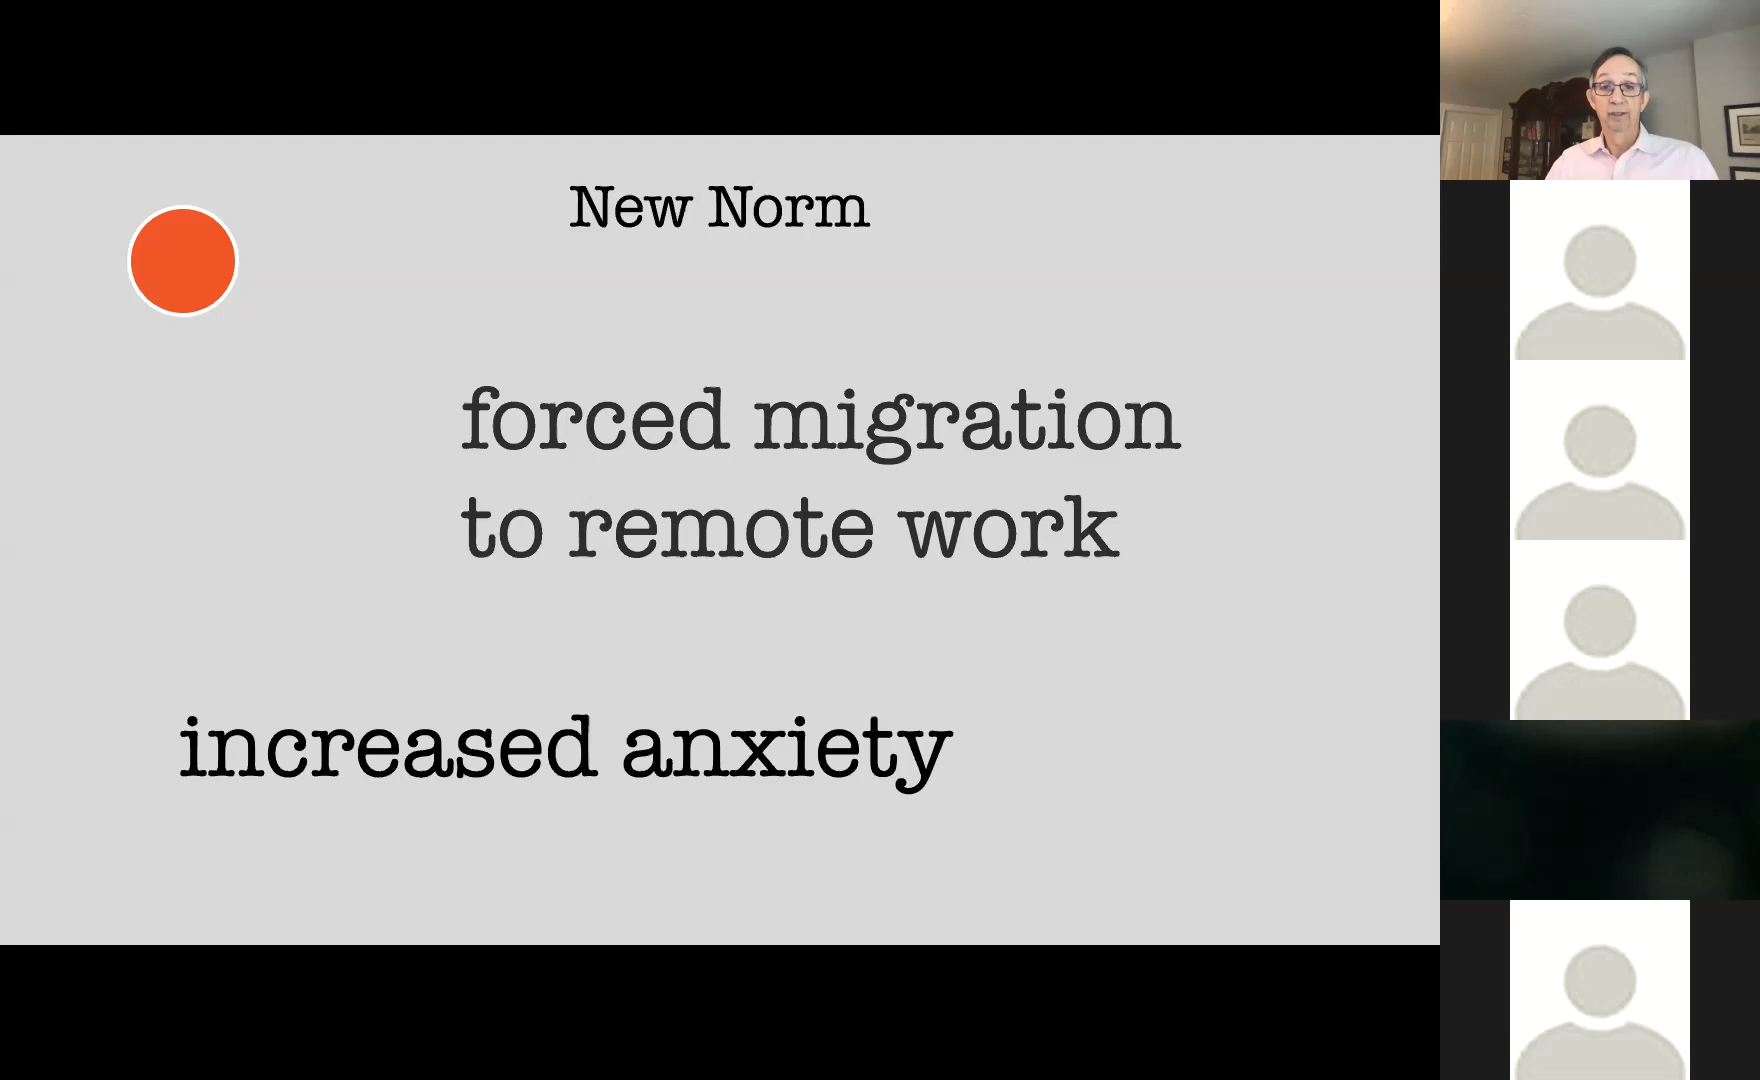 New Norm
forced migration
to remote work
increased anxiety